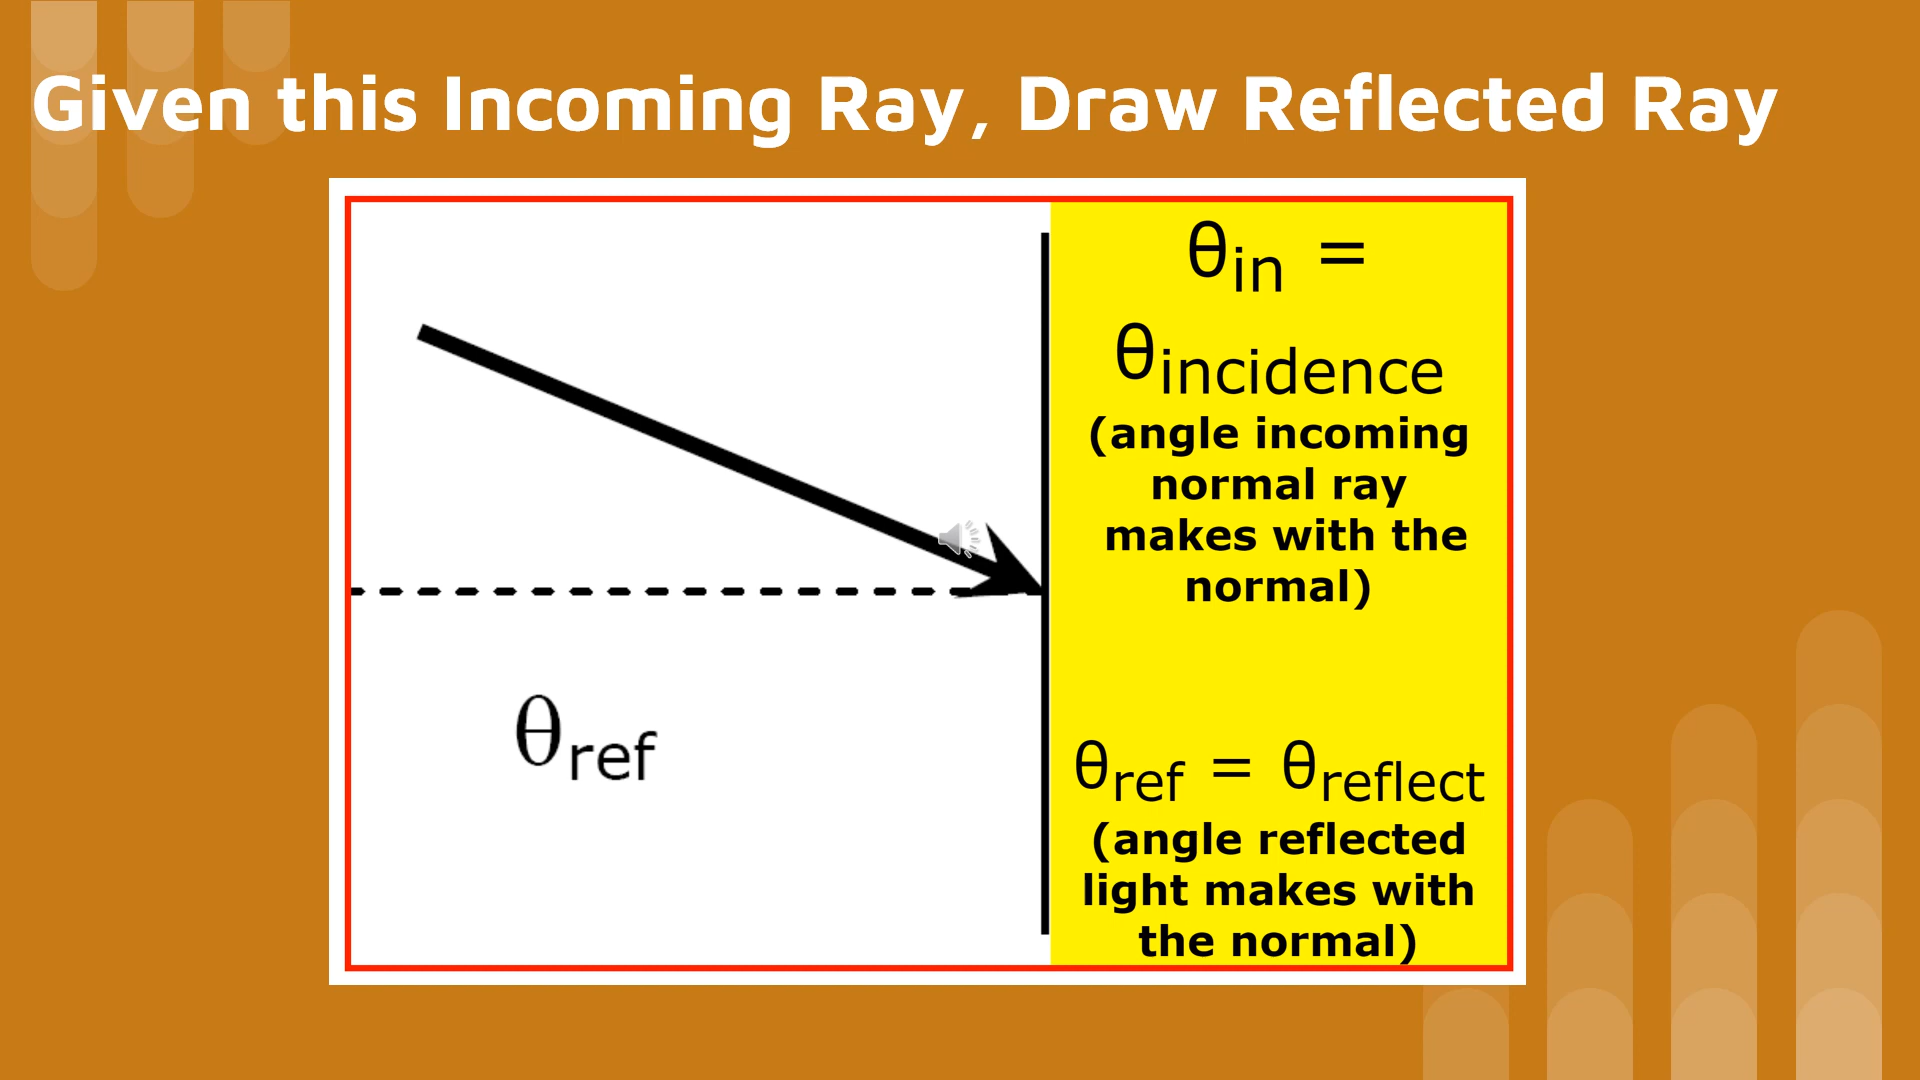 Given this Incoming Ray, Draw Reflected Ray
θin =
θincidence
(angle incoming
normal ray
makes with the
normal)
θref
θref = θreflect
(angle reflected
light makes with
the normal)